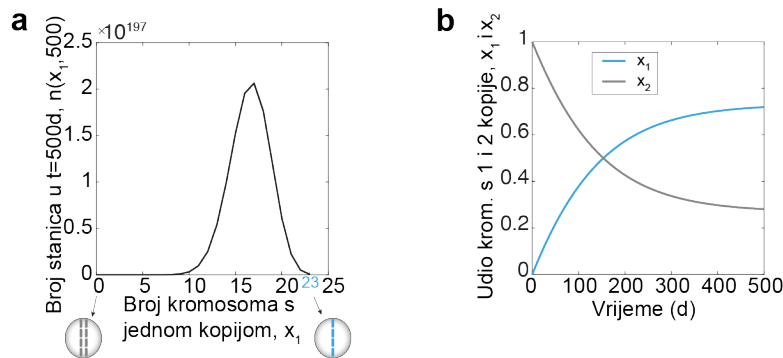 a
×10^197
Broj stanica u t=500d, n(x₁,500)
2.5
2
1.5
1
0.5
0
0 5 10 15 20 23 25
Broj kromosoma s
jednom kopijom, x₁
b
Udio krom. s 1 i 2 kopije, x₁ i x₂
1
0.8
0.6
0.4
0.2
0
x₁
x₂
0 100 200 300 400 500
Vrijeme (d)